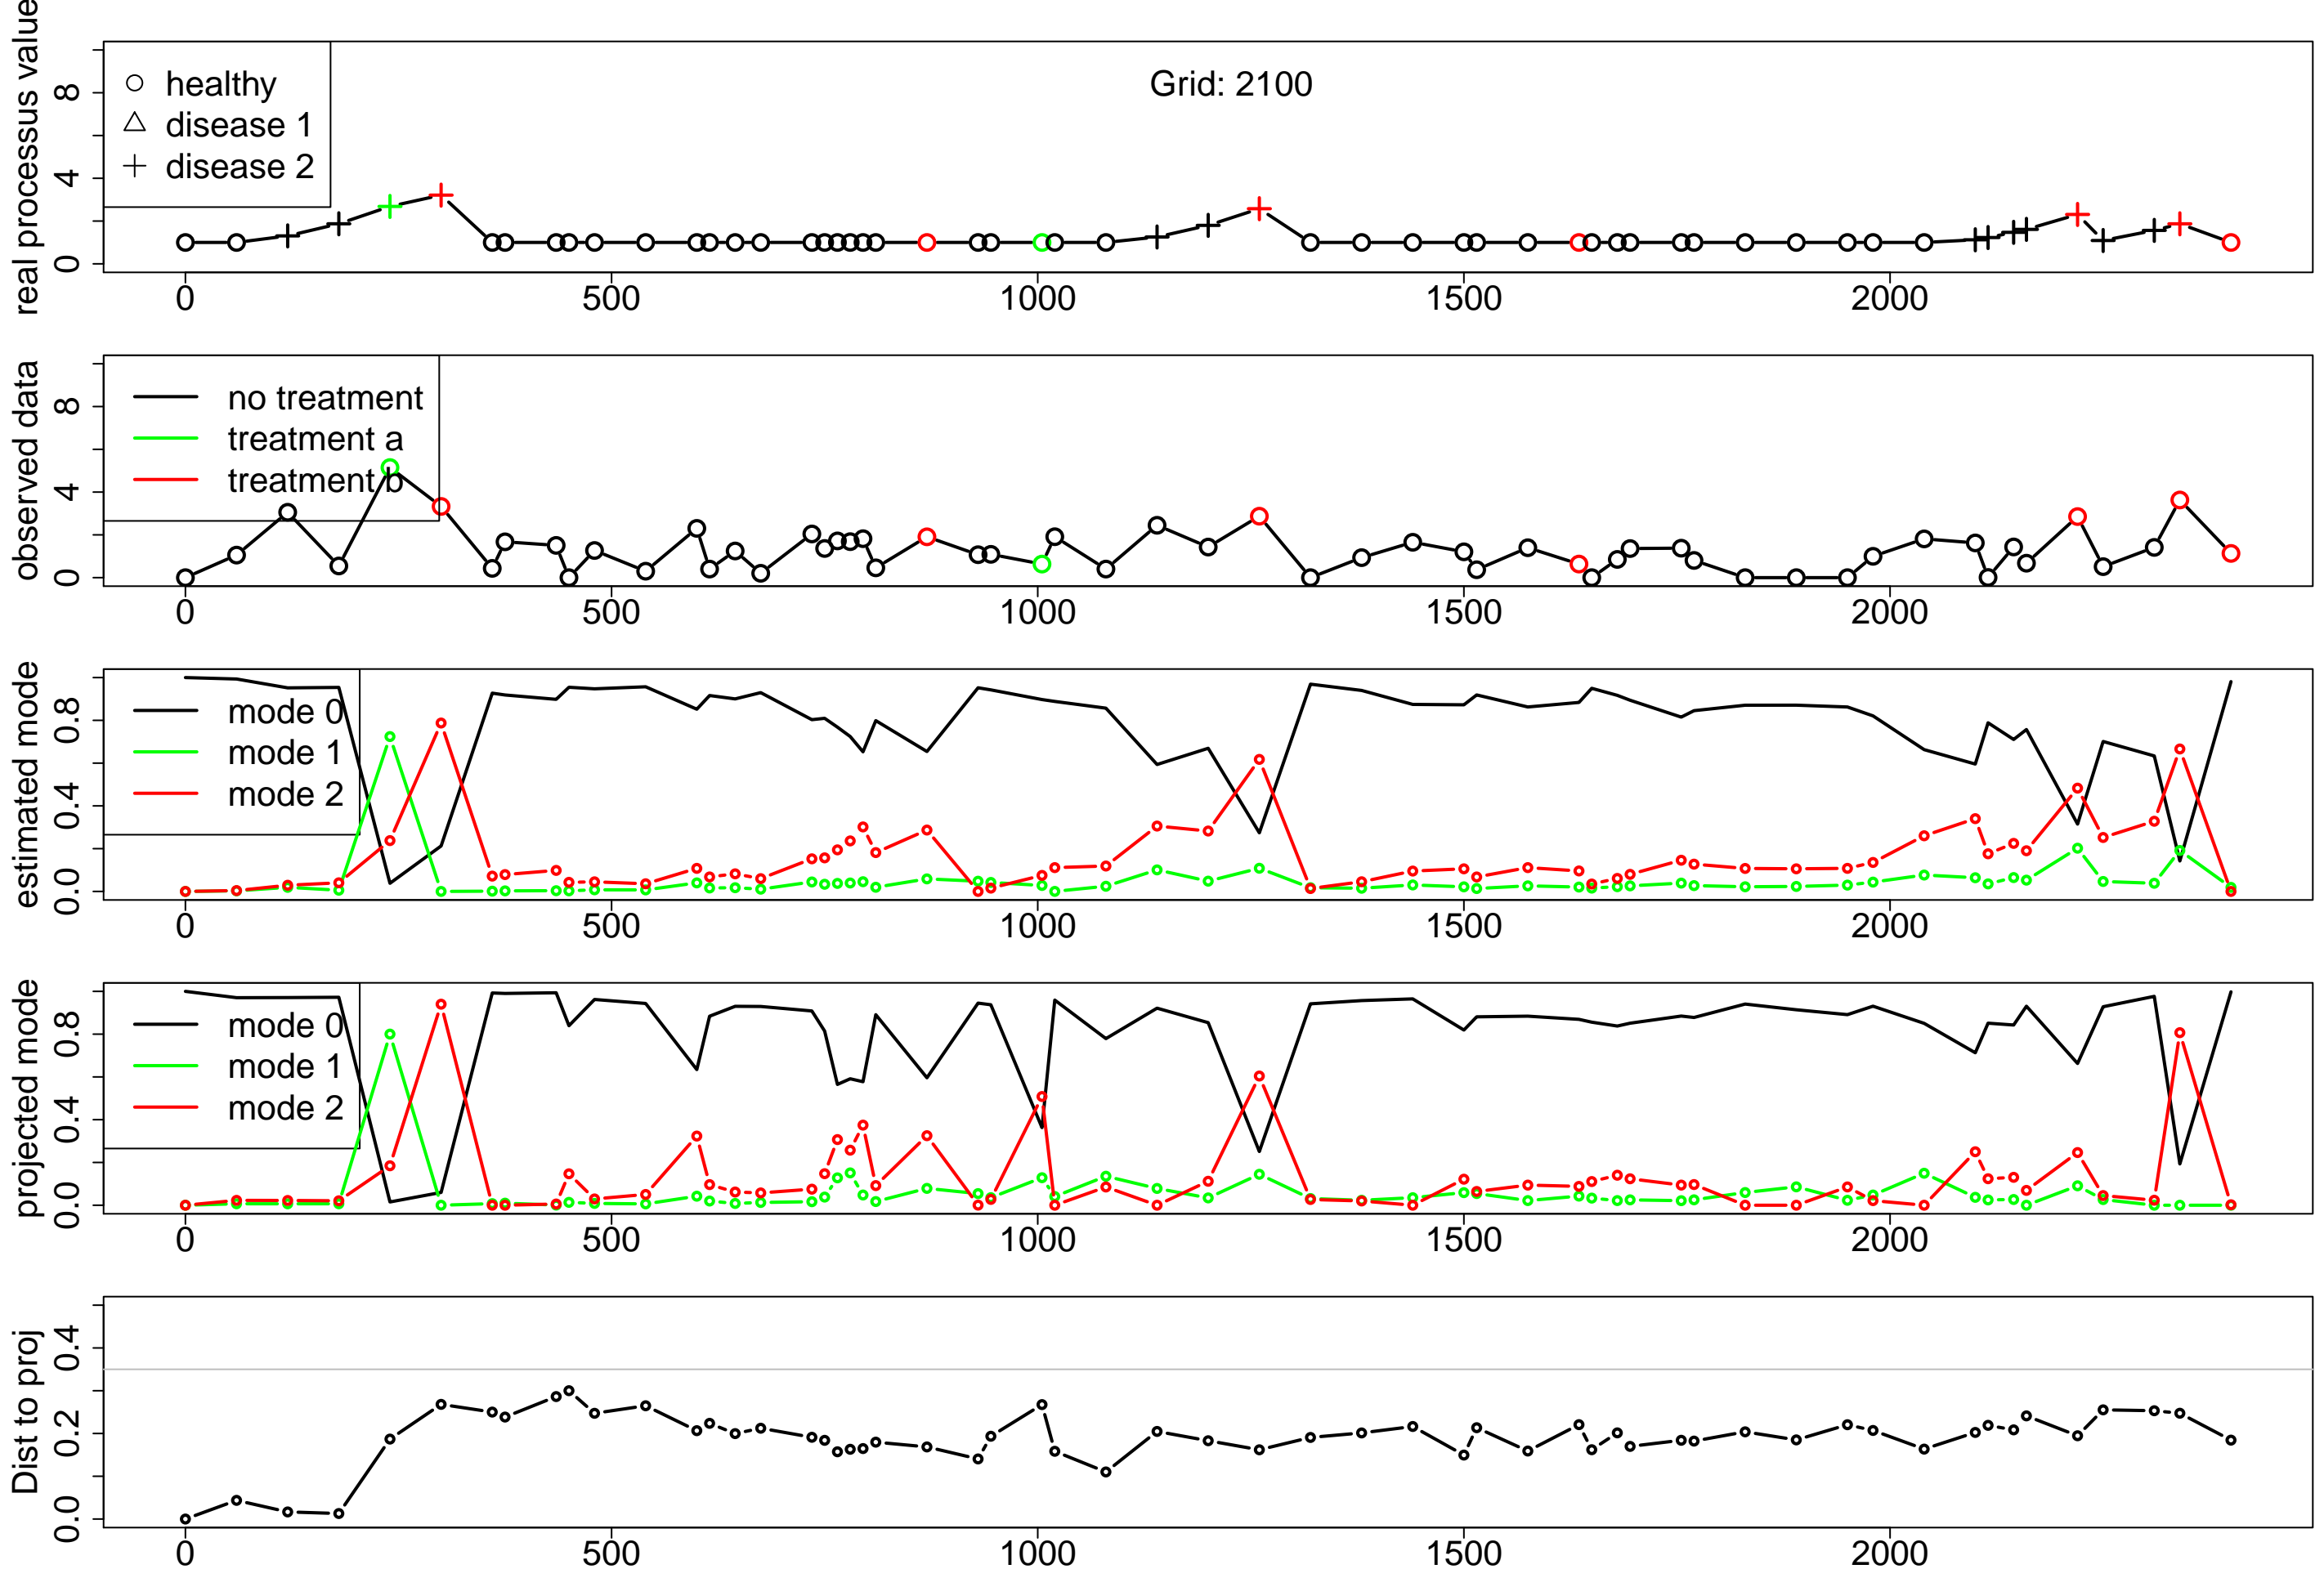 real processus value
8
4
0
healthy
disease 1
disease 2
Grid: 2100
0 500 1000 1500 2000
observed data
8
4
0
no treatment
treatment a
treatment b
0 500 1000 1500 2000
estimated mode
0.8
0.4
0.0
mode 0
mode 1
mode 2
0 500 1000 1500 2000
projected mode
0.8
0.4
0.0
mode 0
mode 1
mode 2
0 500 1000 1500 2000
Dist to proj
0.4
0.2
0.0
0 500 1000 1500 2000